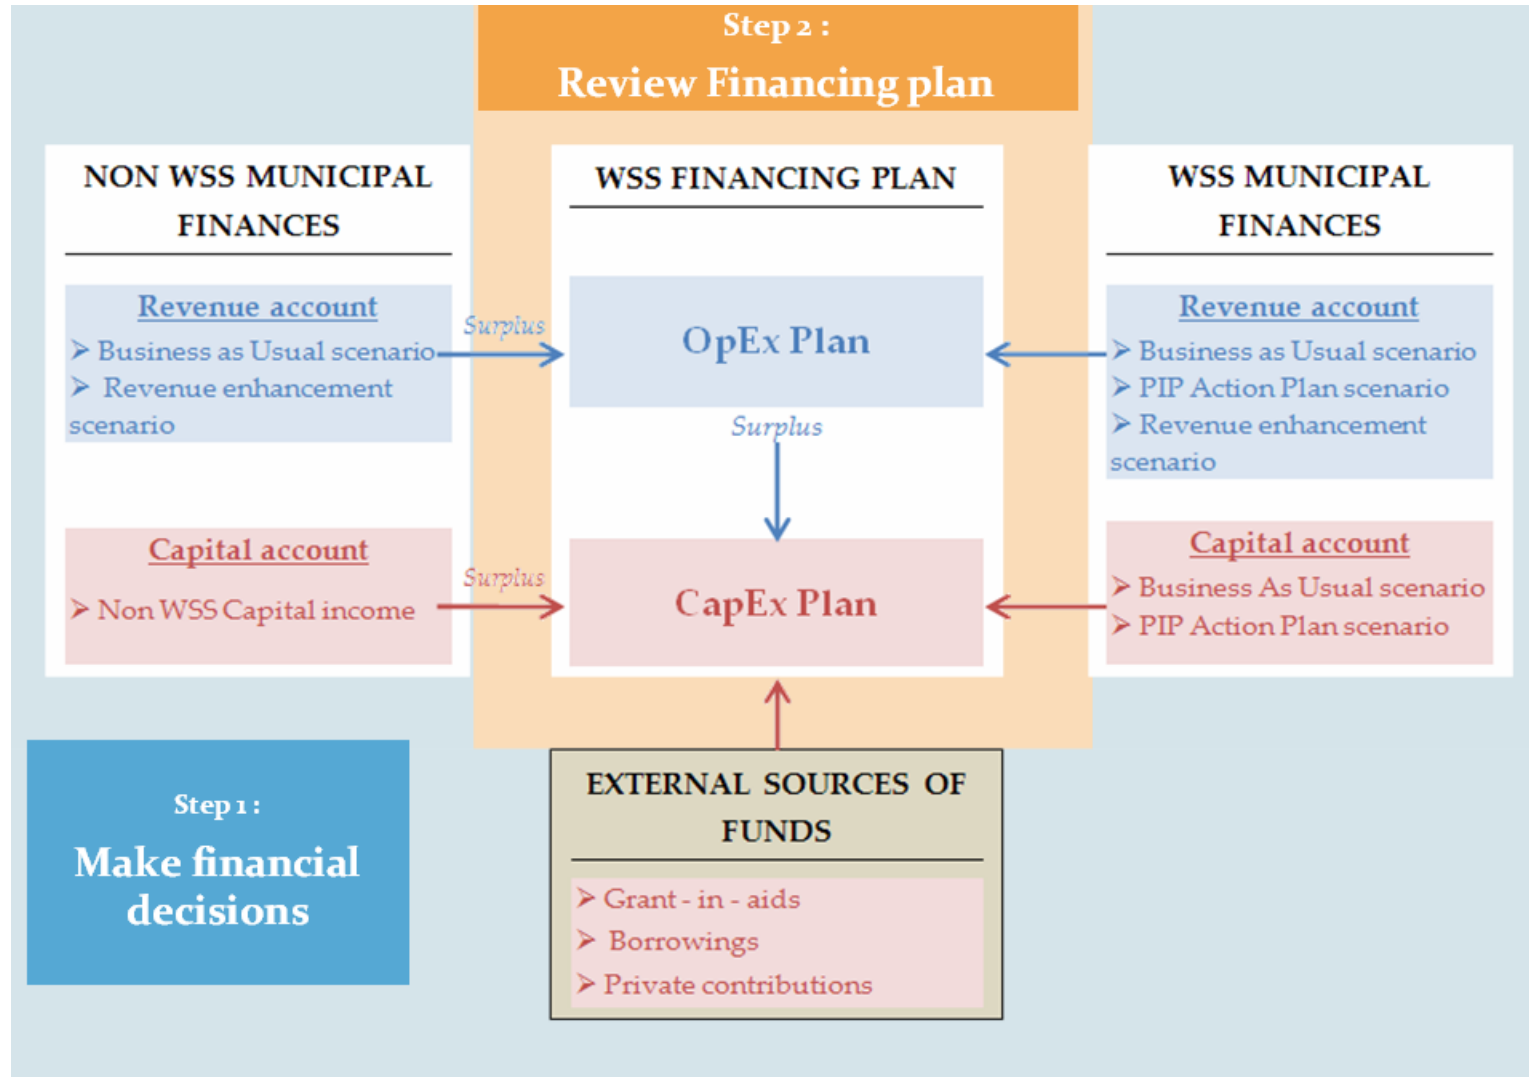 Step 2 :
Review Financing plan
NON WSS MUNICIPAL
FINANCES
Revenue account
➢ Business as Usual scenario
➢ Revenue enhancement
scenario
Capital account
➢ Non WSS Capital income
Surplus
Surplus
WSS FINANCING PLAN
OpEx Plan
Surplus
CapEx Plan
WSS MUNICIPAL
FINANCES
Revenue account
➢ Business as Usual scenario
➢ PIP Action Plan scenario
➢ Revenue enhancement
scenario
Capital account
➢ Business As Usual scenario
➢ PIP Action Plan scenario
Step 1 :
Make financial
decisions
EXTERNAL SOURCES OF
FUNDS
➢ Grant - in - aids
➢ Borrowings
➢ Private contributions